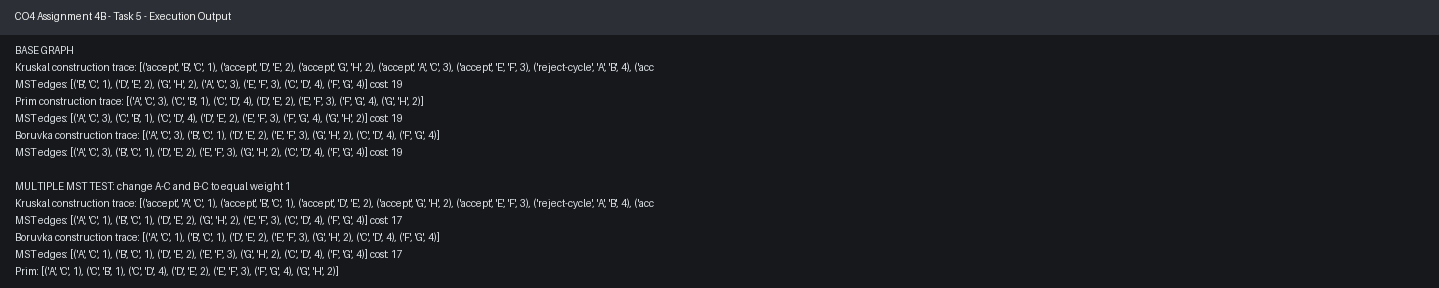 CO4 Assignment 4B - Task 5 - Execution Output
BASE GRAPH
Kruskal construction trace: [('accept', 'B', 'C', 1), ('accept', 'D', 'E', 2), ('accept', 'G', 'H', 2), ('accept', 'A', 'C', 3), ('accept', 'E', 'F', 3), ('reject-cycle', 'A', 'B', 4), ('acc
MST edges: [('B', 'C', 1), ('D', 'E', 2), ('G', 'H', 2), ('A', 'C', 3), ('E', 'F', 3), ('C', 'D', 4), ('F', 'G', 4)] cost: 19
Prim construction trace: [('A', 'C', 3), ('C', 'B', 1), ('C', 'D', 4), ('D', 'E', 2), ('E', 'F', 3), ('F', 'G', 4), ('G', 'H', 2)]
MST edges: [('A', 'C', 3), ('C', 'B', 1), ('C', 'D', 4), ('D', 'E', 2), ('E', 'F', 3), ('F', 'G', 4), ('G', 'H', 2)] cost: 19
Boruvka construction trace: [('A', 'C', 3), ('B', 'C', 1), ('D', 'E', 2), ('E', 'F', 3), ('G', 'H', 2), ('C', 'D', 4), ('F', 'G', 4)]
MST edges: [('A', 'C', 3), ('B', 'C', 1), ('D', 'E', 2), ('E', 'F', 3), ('G', 'H', 2), ('C', 'D', 4), ('F', 'G', 4)] cost: 19
MULTIPLE MST TEST: change A-C and B-C to equal weight 1
Kruskal construction trace: [('accept', 'A', 'C', 1), ('accept', 'B', 'C', 1), ('accept', 'D', 'E', 2), ('accept', 'G', 'H', 2), ('accept', 'E', 'F', 3), ('reject-cycle', 'A', 'B', 4), ('acc
MST edges: [('A', 'C', 1), ('B', 'C', 1), ('D', 'E', 2), ('G', 'H', 2), ('E', 'F', 3), ('C', 'D', 4), ('F', 'G', 4)] cost: 17
Boruvka construction trace: [('A', 'C', 1), ('B', 'C', 1), ('D', 'E', 2), ('E', 'F', 3), ('G', 'H', 2), ('C', 'D', 4), ('F', 'G', 4)]
MST edges: [('A', 'C', 1), ('B', 'C', 1), ('D', 'E', 2), ('E', 'F', 3), ('G', 'H', 2), ('C', 'D', 4), ('F', 'G', 4)] cost: 17
Prim: [('A', 'C', 1), ('C', 'B', 1), ('C', 'D', 4), ('D', 'E', 2), ('E', 'F', 3), ('F', 'G', 4), ('G', 'H', 2)]